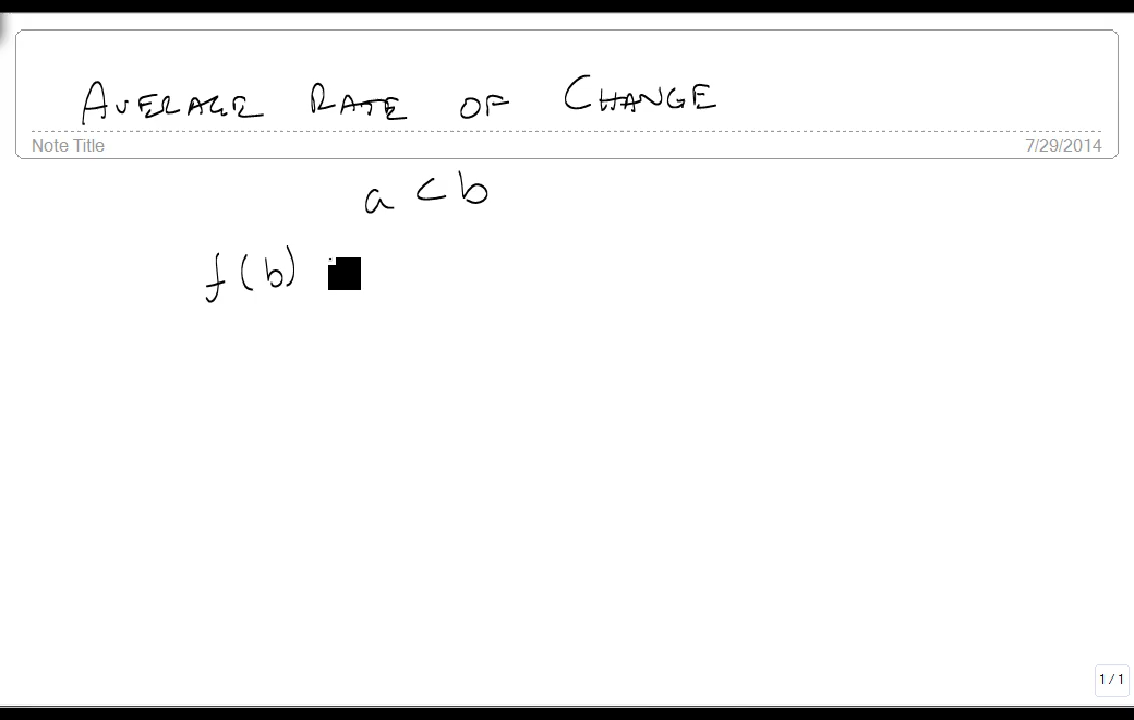 AVERAGE RATE OF CHANGE
Note Title 7/29/2014
a < b
f(b)
1 / 1